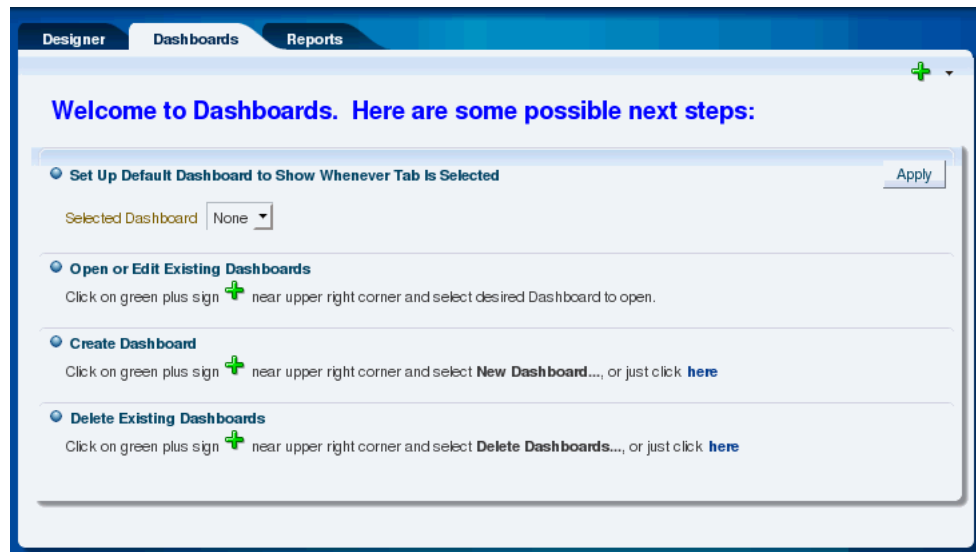 Designer Dashboards Reports
Welcome to Dashboards. Here are some possible next steps:
Set Up Default Dashboard to Show Whenever Tab Is Selected Apply
Selected Dashboard None
Open or Edit Existing Dashboards
Click on green plus sign near upper right corner and select desired Dashboard to open.
Create Dashboard
Click on green plus sign near upper right corner and select New Dashboard..., or just click here
Delete Existing Dashboards
Click on green plus sign near upper right corner and select Delete Dashboards..., or just click here